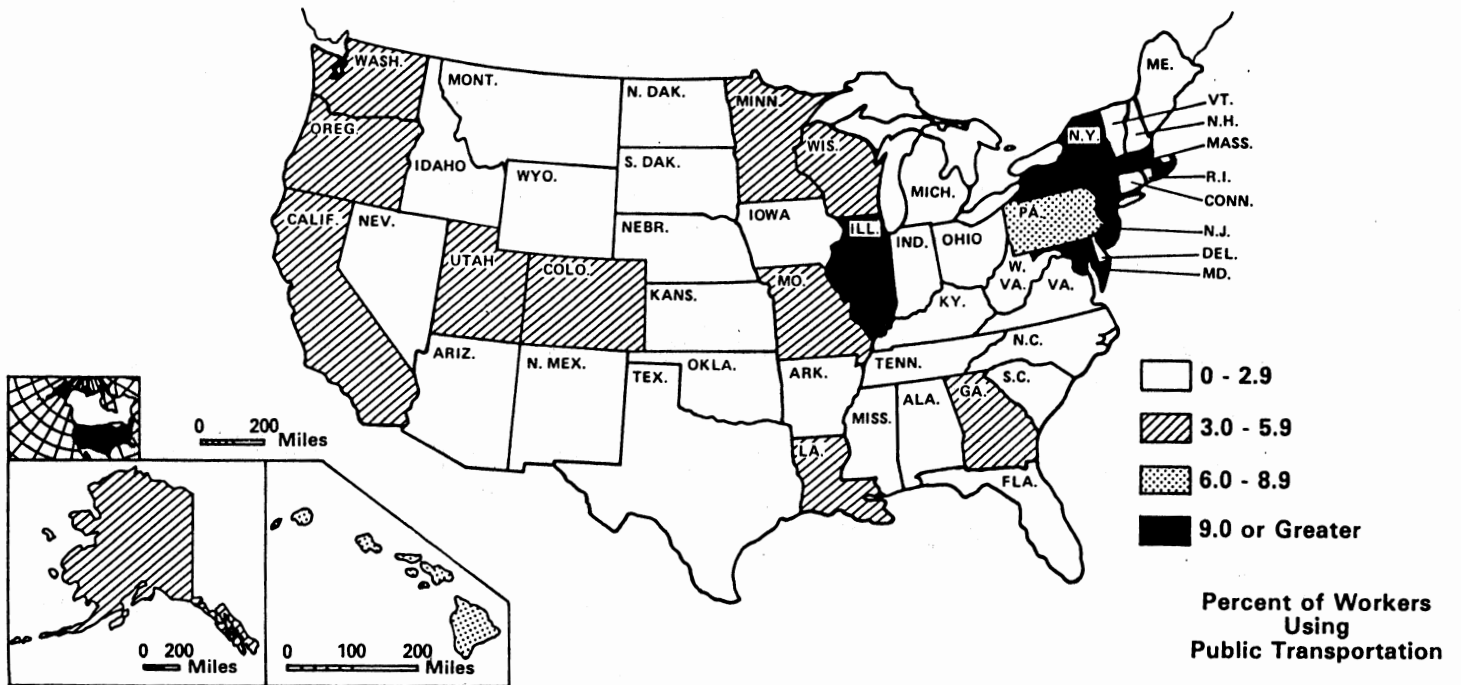 WASH.
MONT.
N. DAK.
MINN.
ME.
VT.
N.H.
MASS.
R.I.
CONN.
N.J.
DEL.
MD.
OREG.
IDAHO
WYO.
S. DAK.
WIS.
MICH.
N.Y.
PA.
CALIF.
NEV.
UTAH
COLO.
NEBR.
IOWA
ILL.
IND.
OHIO
W.
VA.
VA.
KANS.
MO.
KY.
N.C.
TENN.
S.C.
ARIZ.
N. MEX.
TEX.
OKLA.
ARK.
MISS.
ALA.
GA.
LA.
FLA.
0 - 2.9
3.0 - 5.9
6.0 - 8.9
9.0 or Greater
0 200 Miles
0 200
Miles
0 100 200
Miles
Percent of Workers
Using
Public Transportation